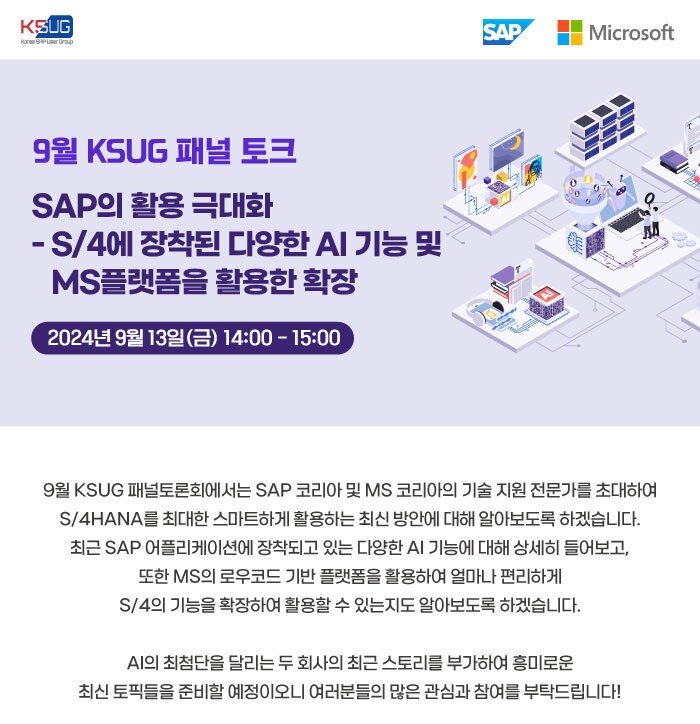 KSUG
Korea SAP User Group
SAP
Microsoft
9월 KSUG 패널 토크
SAP의 활용 극대화
- S/4에 장착된 다양한 AI 기능 및
MS플랫폼을 활용한 확장
2024년 9월 13일(금) 14:00 - 15:00
T
T
AI
9월 KSUG 패널토론회에서는 SAP 코리아 및 MS 코리아의 기술 지원 전문가를 초대하여
S/4HANA를 최대한 스마트하게 활용하는 최신 방안에 대해 알아보도록 하겠습니다.
최근 SAP 어플리케이션에 장착되고 있는 다양한 AI 기능에 대해 상세히 들어보고,
또한 MS의 로우코드 기반 플랫폼을 활용하여 얼마나 편리하게
S/4의 기능을 확장하여 활용할 수 있는지도 알아보도록 하겠습니다.
AI의 최첨단을 달리는 두 회사의 최근 스토리를 부가하여 흥미로운
최신 토픽들을 준비할 예정이오니 여러분들의 많은 관심과 참여를 부탁드립니다!